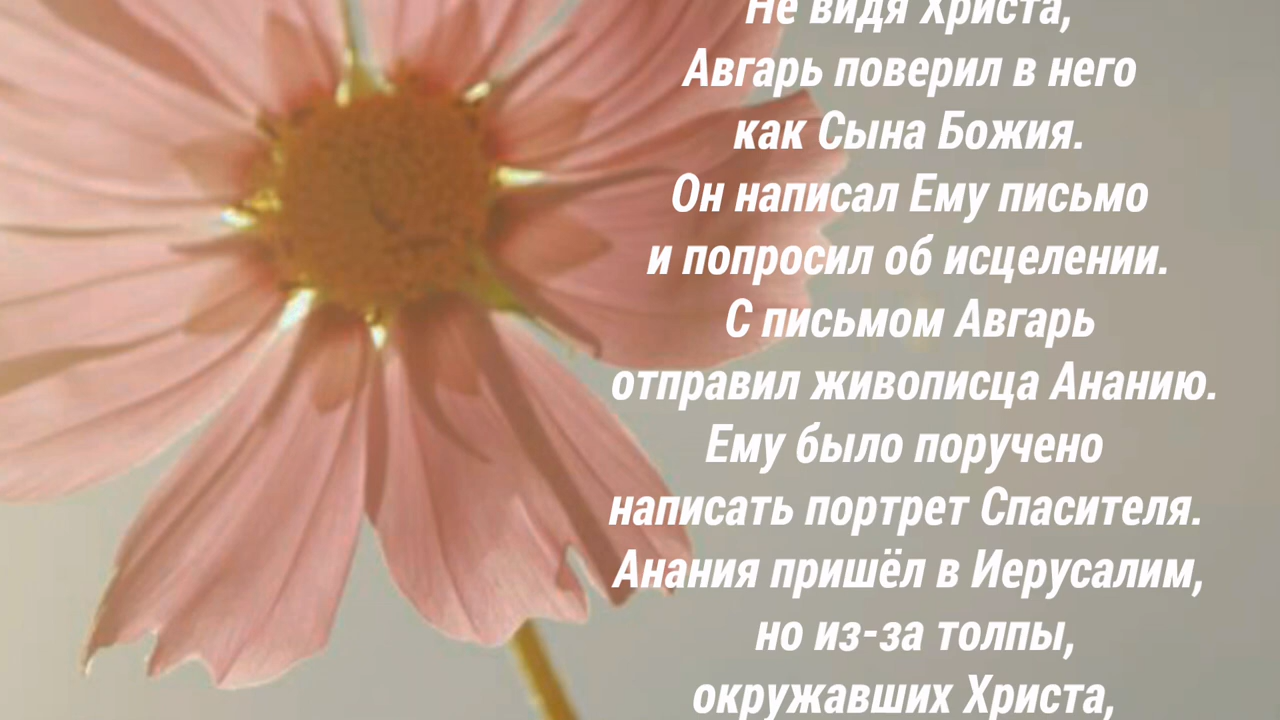 Не видя Христа,
Авгарь поверил в него
как Сына Божия.
Он написал Ему письмо
и попросил об исцелении.
С письмом Авгарь
отправил живописца Ананию.
Ему было поручено
написать портрет Спасителя.
Анания пришёл в Иерусалим,
но из-за толпы,
окружавших Христа,